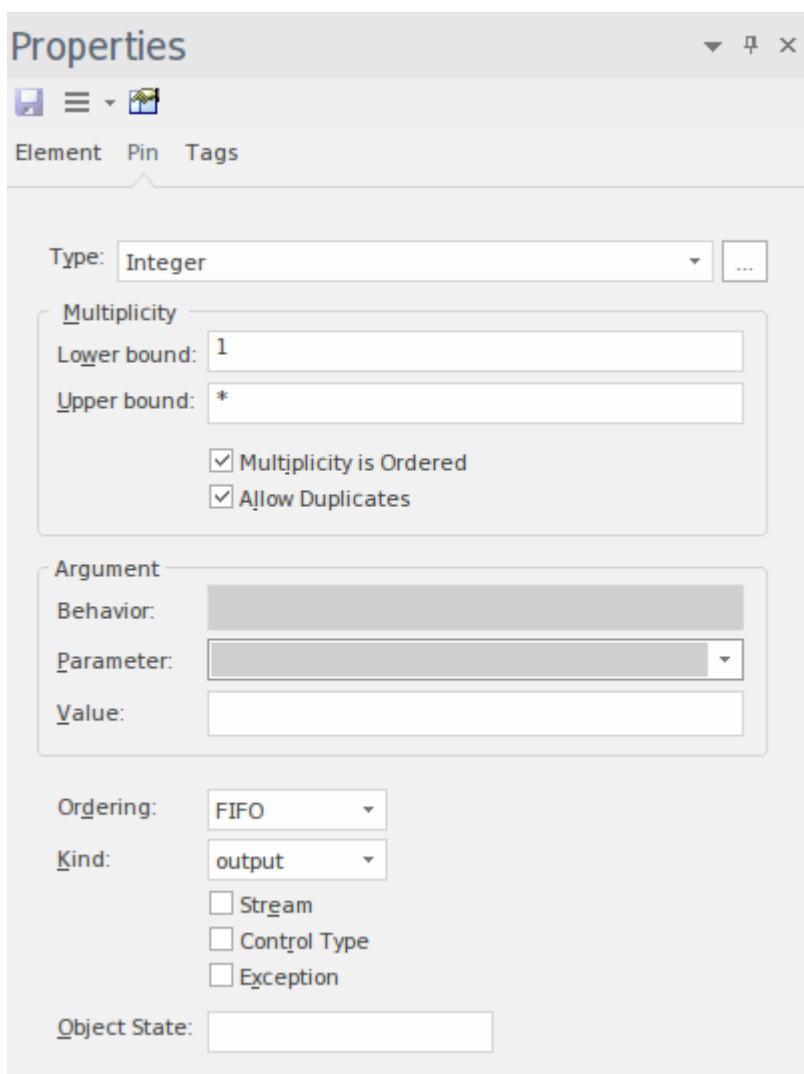 Properties
Element Pin Tags
Type: Integer ...
Multiplicity
Lower bound: 1
Upper bound: *
Multiplicity is Ordered
Allow Duplicates
Argument
Behavior:
Parameter:
Value:
Ordering: FIFO
Kind: output
Stream
Control Type
Exception
Object State: